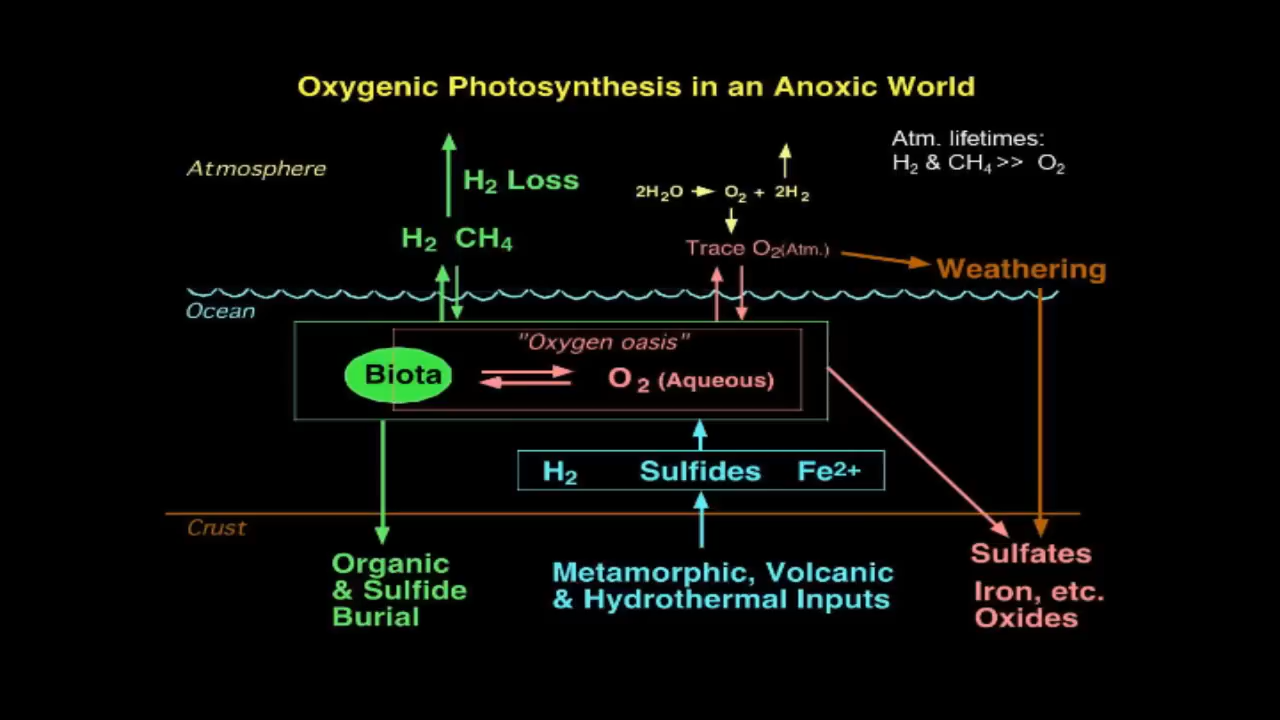 Oxygenic Photosynthesis in an Anoxic World
Atm. lifetimes:
H₂ & CH₄ >> O₂
Atmosphere
H₂ Loss
2H₂O → O₂ + 2H₂
H₂ CH₄
Trace O₂(Atm.)
Weathering
Ocean
"Oxygen oasis"
Biota
O₂ (Aqueous)
H₂ Sulfides Fe2+
Crust
Organic
& Sulfide
Burial
Metamorphic, Volcanic
& Hydrothermal Inputs
Sulfates
Iron, etc.
Oxides